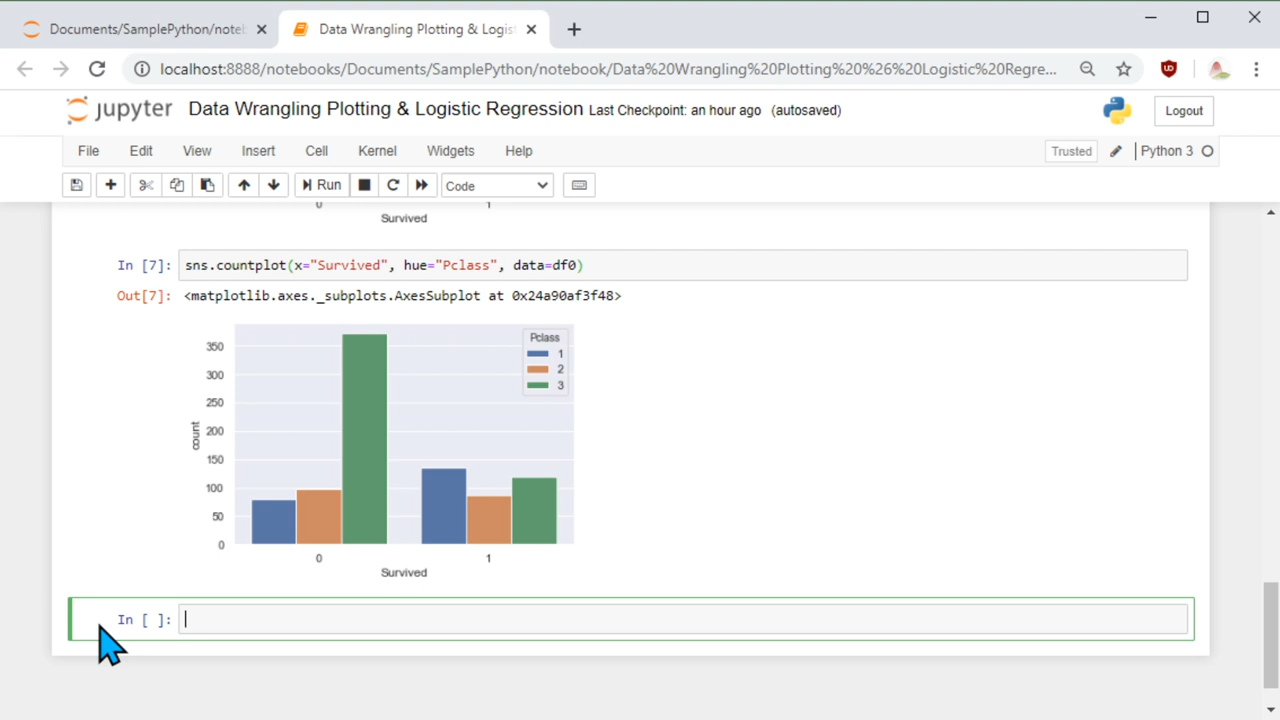 Documents/SamplePython/noteb
Data Wrangling Plotting & Logist
localhost:8888/notebooks/Documents/SamplePython/notebook/Data%20Wrangling%20Plotting%20%26%20Logistic%20Regre...
jupyter Data Wrangling Plotting & Logistic Regression Last Checkpoint: an hour ago (autosaved)
Logout
File Edit View Insert Cell Kernel Widgets Help
Trusted Python 3
Run Code
0 1
Survived
In [7]: sns.countplot(x="Survived", hue="Pclass", data=df0)
Out[7]: <matplotlib.axes._subplots.AxesSubplot at 0x24a90af3f48>
Pclass
1
2
3
350
300
250
200
150
100
50
0
count
0 1
Survived
In [ ]: